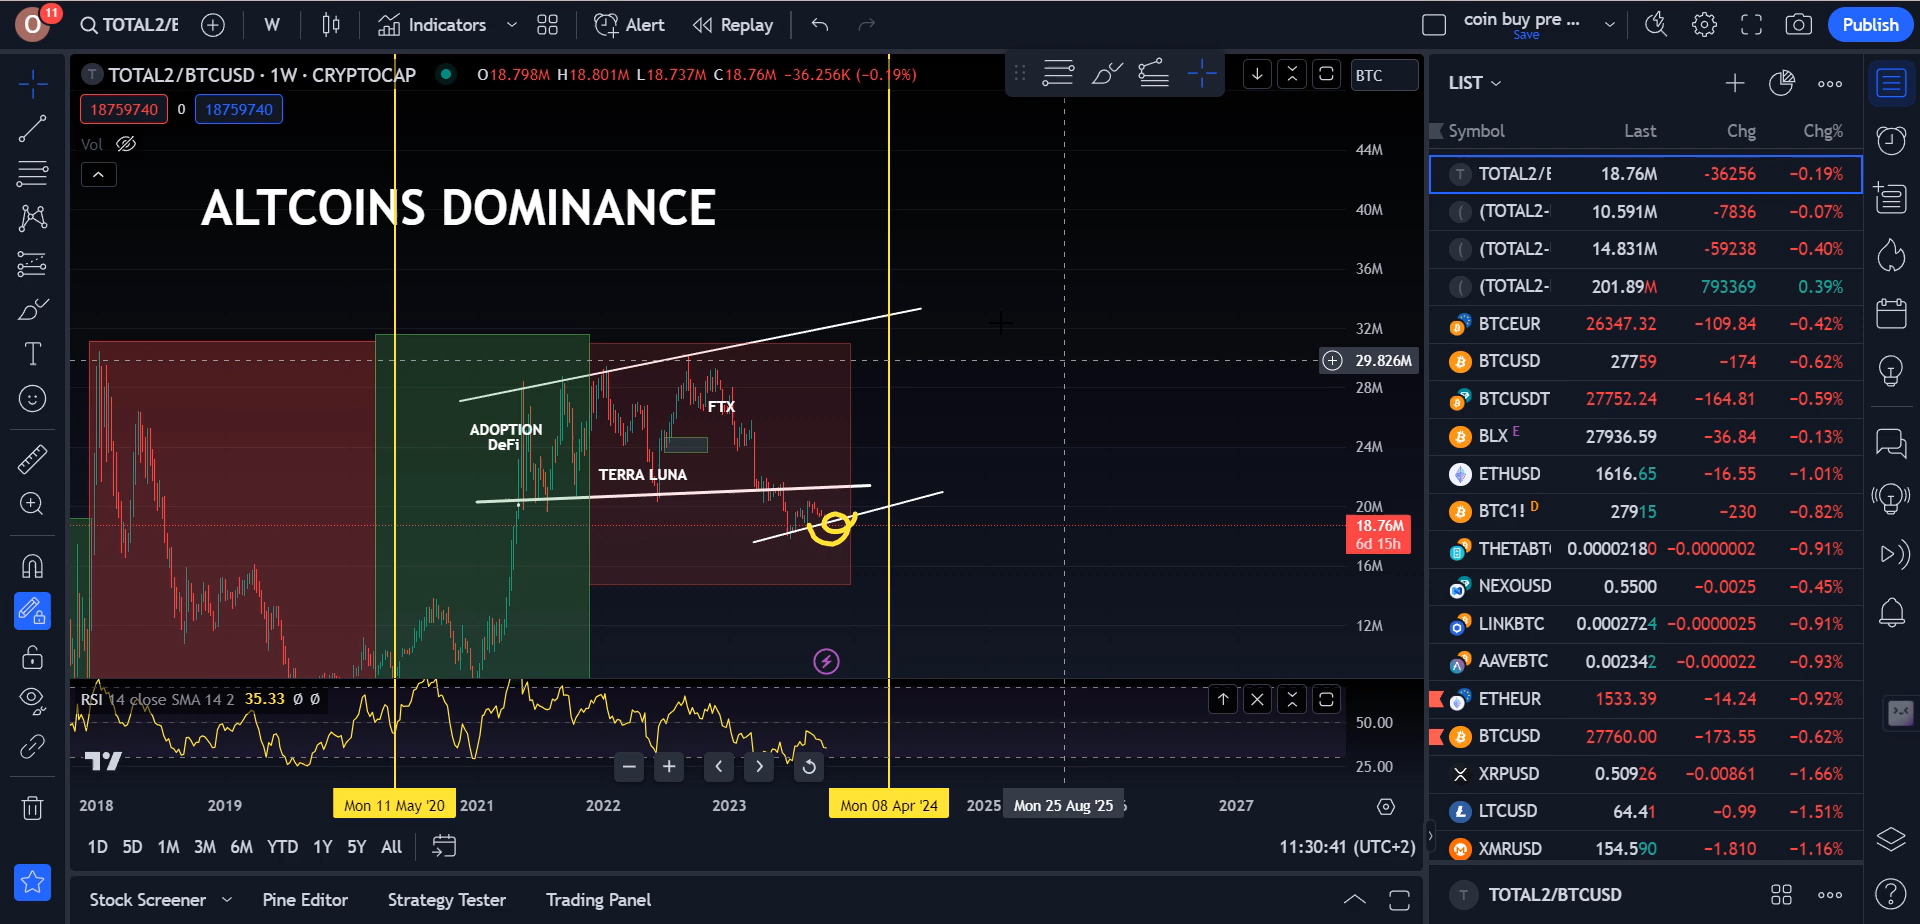 O 11 TOTAL2/E W Indicators Alert Replay coin buy pre ... Save Publish
T TOTAL2/BTCUSD · 1W · CRYPTOCAP O18.798M H18.801M L18.737M C18.76M −36.256K (−0.19%) BTC
18759740 0 18759740
Vol
ALTCOINS DOMINANCE
44M
40M
36M
32M
29.826M
28M
24M
20M
18.76M
6d 15h
16M
12M
FTX
ADOPTION
DeFi
TERRA LUNA
RSI 14 close SMA 14 2 35.33 Ø Ø
50.00
25.00
2018 2019 Mon 11 May '20 2021 2022 2023 Mon 08 Apr '24 2025 Mon 25 Aug '25 2027
1D 5D 1M 3M 6M YTD 1Y 5Y All 11:30:41 (UTC+2)
Stock Screener Pine Editor Strategy Tester Trading Panel
LIST
Symbol Last Chg Chg%
T TOTAL2/E 18.76M -36256 −0.19%
( (TOTAL2- 10.591M -7836 −0.07%
( (TOTAL2- 14.831M -59238 −0.40%
( (TOTAL2- 201.89M 793369 0.39%
BTCEUR 26347.32 −109.84 −0.42%
BTCUSD 27759 −174 −0.62%
BTCUSDT 27752.24 −164.81 −0.59%
BLX E 27936.59 −36.84 −0.13%
ETHUSD 1616.65 −16.55 −1.01%
BTC1! D 27915 −230 −0.82%
THETABT 0.00002180 −0.0000002 −0.91%
NEXOUSD 0.5500 −0.0025 −0.45%
LINKBTC 0.0002724 −0.0000025 −0.91%
AAVEBTC 0.002342 −0.000022 −0.93%
ETHEUR 1533.39 −14.24 −0.92%
BTCUSD 27760.00 −173.55 −0.62%
XRPUSD 0.50926 −0.00861 −1.66%
LTCUSD 64.41 −0.99 −1.51%
XMRUSD 154.590 −1.810 −1.16%
T TOTAL2/BTCUSD